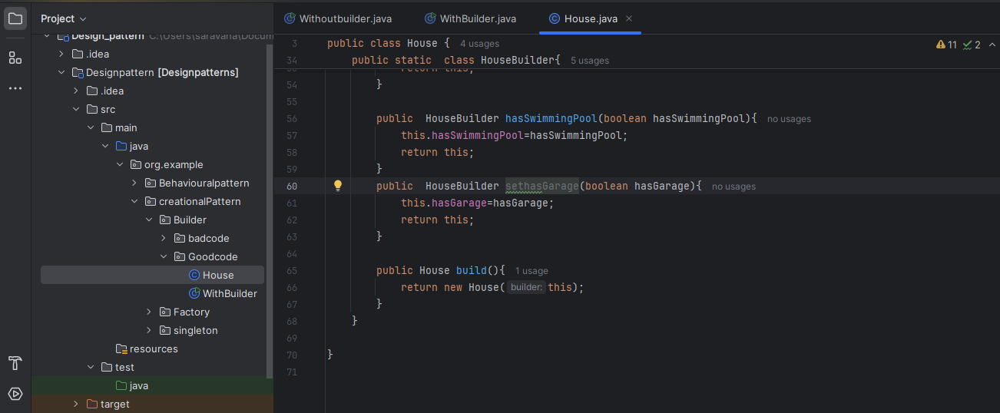 Project
Withoutbuilder.java
WithBuilder.java
House.java
Design_pattern C:\Users\saravana\Docum
.idea
Designpattern [Designpatterns]
.idea
src
main
java
org.example
Behaviouralpattern
creationalPattern
Builder
badcode
Goodcode
House
WithBuilder
Factory
singleton
resources
test
java
target
11 2
3 public class House { 4 usages
34 public static class HouseBuilder{ 5 usages
53 return this;
54 }
55
56 public HouseBuilder hasSwimmingPool(boolean hasSwimmingPool){ no usages
57 this.hasSwimmingPool=hasSwimmingPool;
58 return this;
59 }
60 public HouseBuilder sethasGarage(boolean hasGarage){ no usages
61 this.hasGarage=hasGarage;
62 return this;
63 }
64
65 public House build(){ 1 usage
66 return new House( builder: this);
67 }
68 }
69
70 }
71